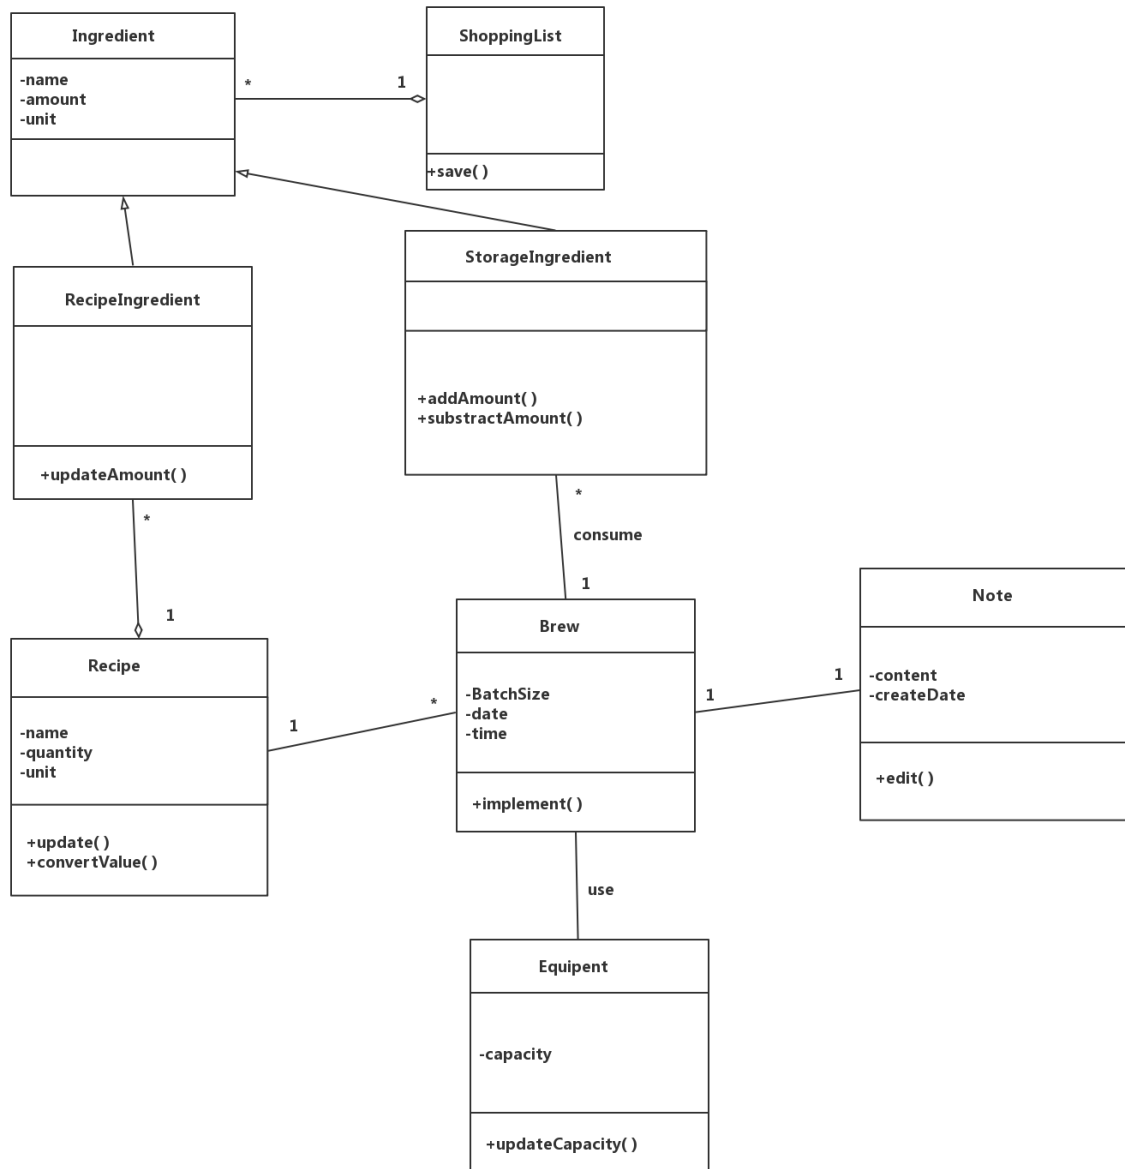 Ingredient
-name
-amount
-unit
*
1
ShoppingList
+save( )
RecipeIngredient
+updateAmount( )
StorageIngredient
+addAmount( )
+substractAmount( )
*
1
*
consume
1
Recipe
-name
-quantity
-unit
+update( )
+convertValue( )
1
*
Brew
-BatchSize
-date
-time
+implement( )
1
1
Note
-content
-createDate
+edit( )
use
Equipent
-capacity
+updateCapacity( )